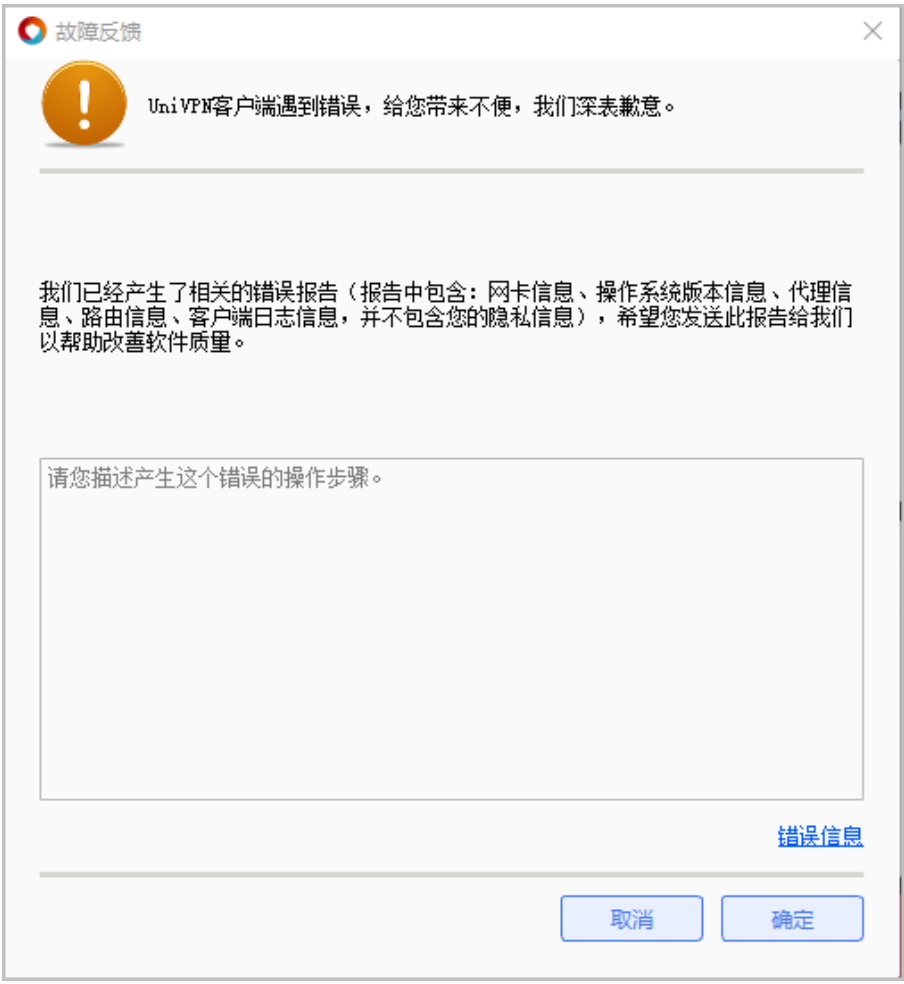 故障反馈
UniVPN客户端遇到错误，给您带来不便，我们深表歉意。
我们已经产生了相关的错误报告（报告中包含：网卡信息、操作系统版本信息、代理信
息、路由信息、客户端日志信息，并不包含您的隐私信息），希望您发送此报告给我们
以帮助改善软件质量。
请您描述产生这个错误的操作步骤。
错误信息
取消
确定